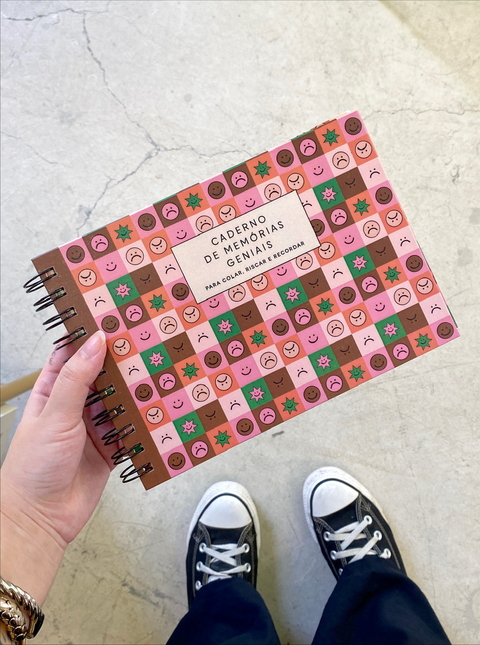 CADERNO
DE MEMÓRIAS
GENIAIS
PARA COLAR, RISCAR E RECORDAR